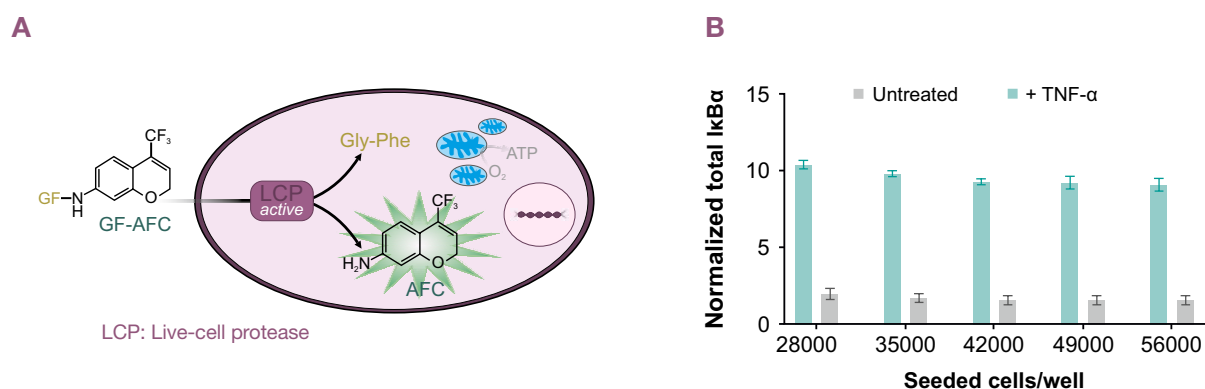 A
CF₃
GF
N
H
O
GF-AFC
LCP
active
Gly-Phe
ATP
O₂
CF₃
H₂N
O
AFC
LCP: Live-cell protease
B
Untreated
+ TNF-α
Normalized total IκBα
15
10
5
0
28000 35000 42000 49000 56000
Seeded cells/well